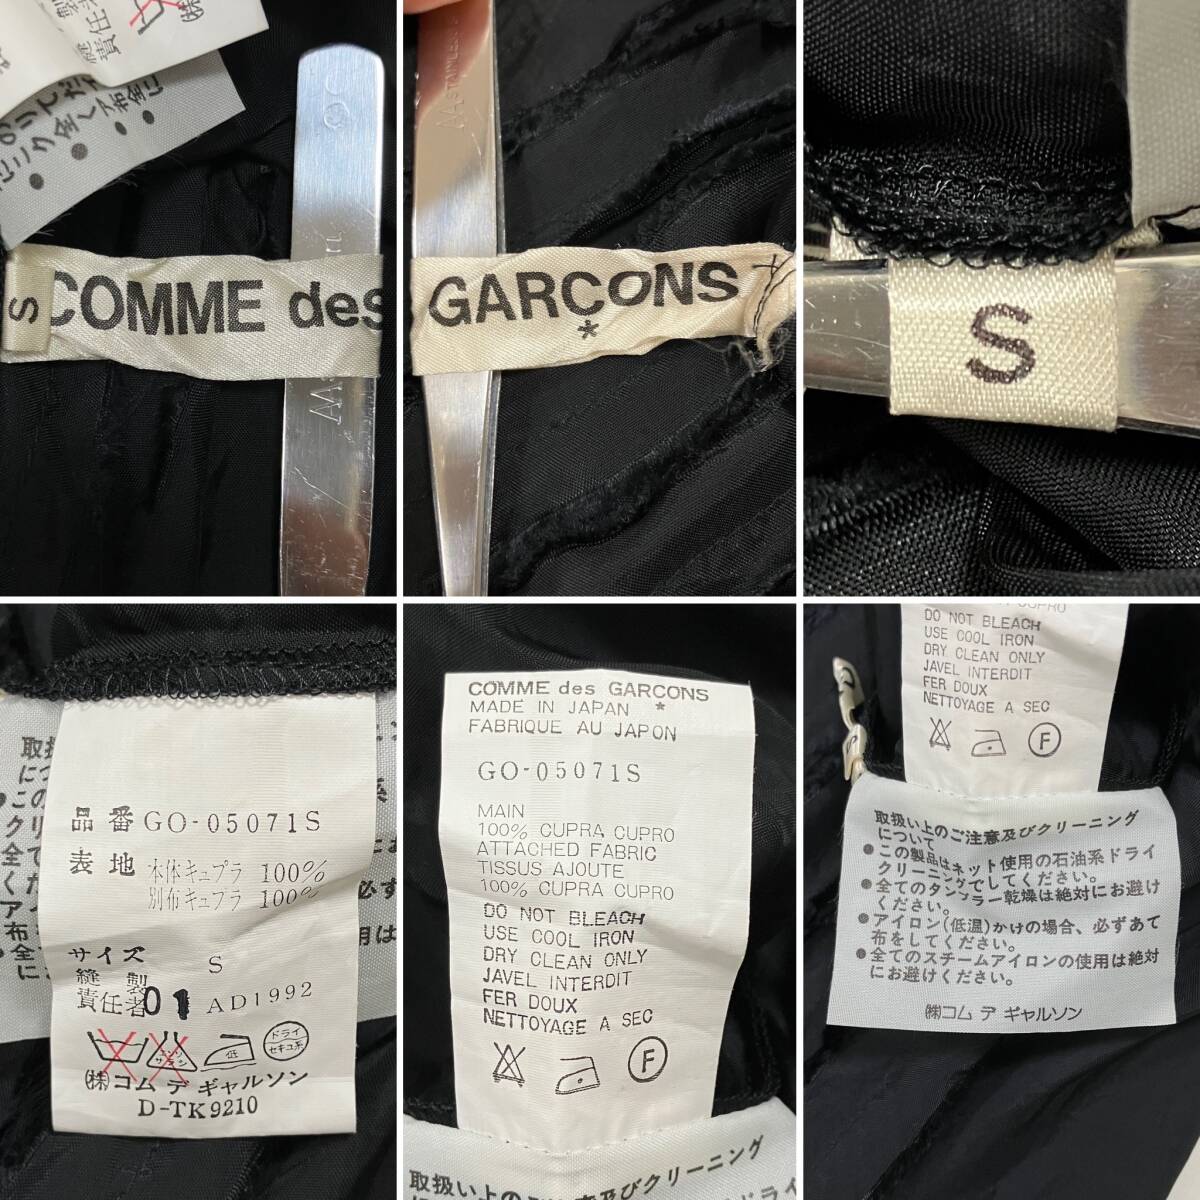 S
COMME des
STAINLESS
GARÇONS
*
S
品番 GO-05071S
表地 本体キュプラ 100%
別布キュプラ 100%
サイズ S
縫製
責任者 01 AD1992
エンソ
サラシ
低
ドライ
セキユ系
(株)コム デ ギャルソン
D-TK9210
COMME des GARCONS
MADE IN JAPAN *
FABRIQUE AU JAPON
GO-05071S
MAIN
100% CUPRA CUPRO
ATTACHED FABRIC
TISSUS AJOUTE
100% CUPRA CUPRO
DO NOT BLEACH
USE COOL IRON
DRY CLEAN ONLY
JAVEL INTERDIT
FER DOUX
NETTOYAGE A SEC
F
取扱い上のご注意及びクリーニング
DO NOT BLEACH
USE COOL IRON
DRY CLEAN ONLY
JAVEL INTERDIT
FER DOUX
NETTOYAGE A SEC
F
取扱い上のご注意及びクリーニング
について
●この製品はネット使用の石油系ドライ
クリーニングでしてください。
●全てのタンブラー乾燥は絶対にお避け
ください。
●アイロン(低温)かけの場合、必ずあて
布をしてください。
●全てのスチームアイロンの使用は絶対
にお避けください。
(株)コム デ ギャルソン